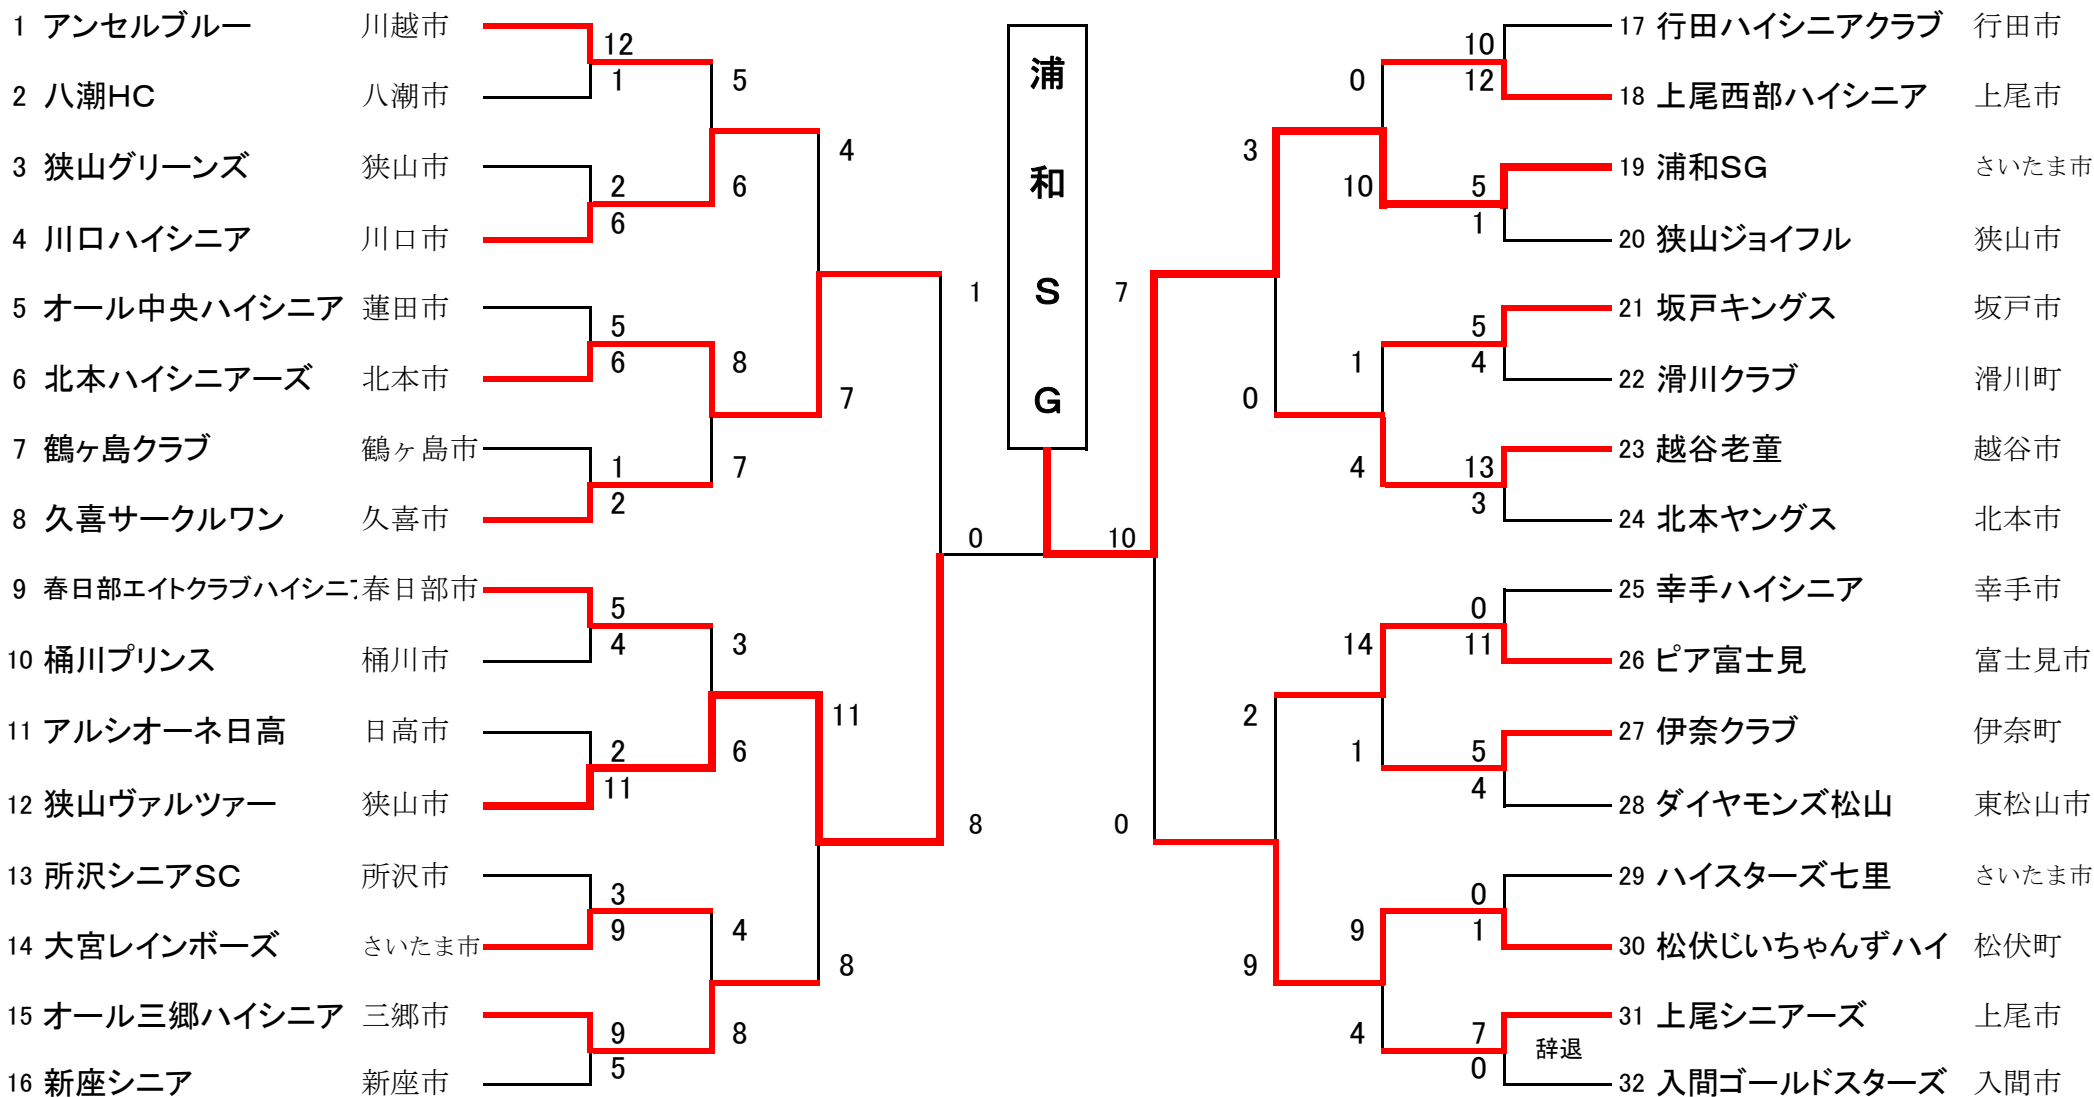 1 アンセルブルー 川越市
12
1
2 八潮HC 八潮市
5
3 狭山グリーンズ 狭山市
2
6
4 川口ハイシニア 川口市
6
4
5 オール中央ハイシニア 蓮田市
5
6
6 北本ハイシニアーズ 北本市
8
7 鶴ヶ島クラブ 鶴ヶ島市
1
2
8 久喜サークルワン 久喜市
7
7
1
9 春日部エイトクラブハイシニ 春日部市
5
4
10 桶川プリンス 桶川市
3
11 アルシオーネ日高 日高市
2
11
12 狭山ヴァルツァー 狭山市
6
11
13 所沢シニアSC 所沢市
3
9
14 大宮レインボーズ さいたま市
4
15 オール三郷ハイシニア 三郷市
9
5
16 新座シニア 新座市
8
8
8
0
浦
和
S
G
10
17 行田ハイシニアクラブ 行田市
10
12
18 上尾西部ハイシニア 上尾市
0
19 浦和SG さいたま市
5
1
20 狭山ジョイフル 狭山市
10
3
21 坂戸キングス 坂戸市
5
4
22 滑川クラブ 滑川町
1
23 越谷老童 越谷市
13
3
24 北本ヤングス 北本市
4
0
7
25 幸手ハイシニア 幸手市
0
11
26 ピア富士見 富士見市
14
27 伊奈クラブ 伊奈町
5
4
28 ダイヤモンズ松山 東松山市
1
2
29 ハイスターズ七里 さいたま市
0
1
30 松伏じいちゃんずハイ 松伏町
9
31 上尾シニアーズ 上尾市
7
辞退
0
32 入間ゴールドスターズ 入間市
4
9
0